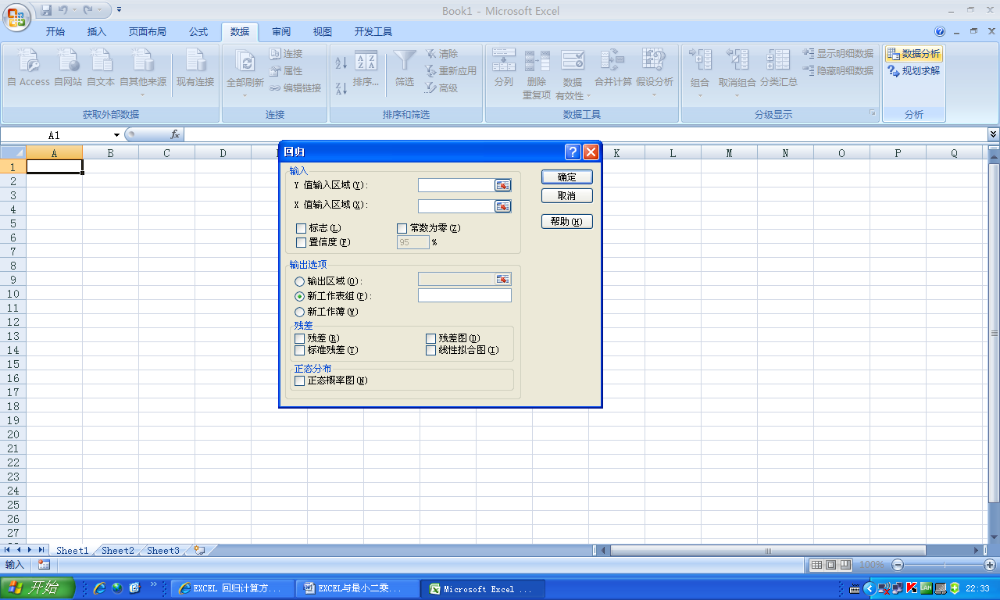 Book1 - Microsoft Excel
开始 插入 页面布局 公式 数据 审阅 视图 开发工具
自 Access 自网站 自文本 自其他来源 现有连接
获取外部数据
全部刷新 连接 属性 编辑链接
连接
排序... 筛选 清除 重新应用 高级
排序和筛选
分列 删除重复项 数据有效性 合并计算 假设分析
数据工具
组合 取消组合 分类汇总 显示明细数据 隐藏明细数据
分级显示
数据分析
规划求解
分析
A1 fx
A B C D K L M N O P Q
回归
输入
Y 值输入区域(Y):
X 值输入区域(X):
标志(L) 常数为零(Z)
置信度(F) 95 %
确定
取消
帮助(H)
输出选项
输出区域(O):
新工作表组(P):
新工作薄(W)
残差
残差(R) 残差图(D)
标准残差(T) 线性拟合图(I)
正态分布
正态概率图(N)
1
2
3
4
5
6
7
8
9
10
11
12
13
14
15
16
17
18
19
20
21
22
23
24
25
26
27
Sheet1 Sheet2 Sheet3
输入 100%
开始 EXCEL 回归计算方... EXCEL与最小二乘... Microsoft Excel ... 22:33